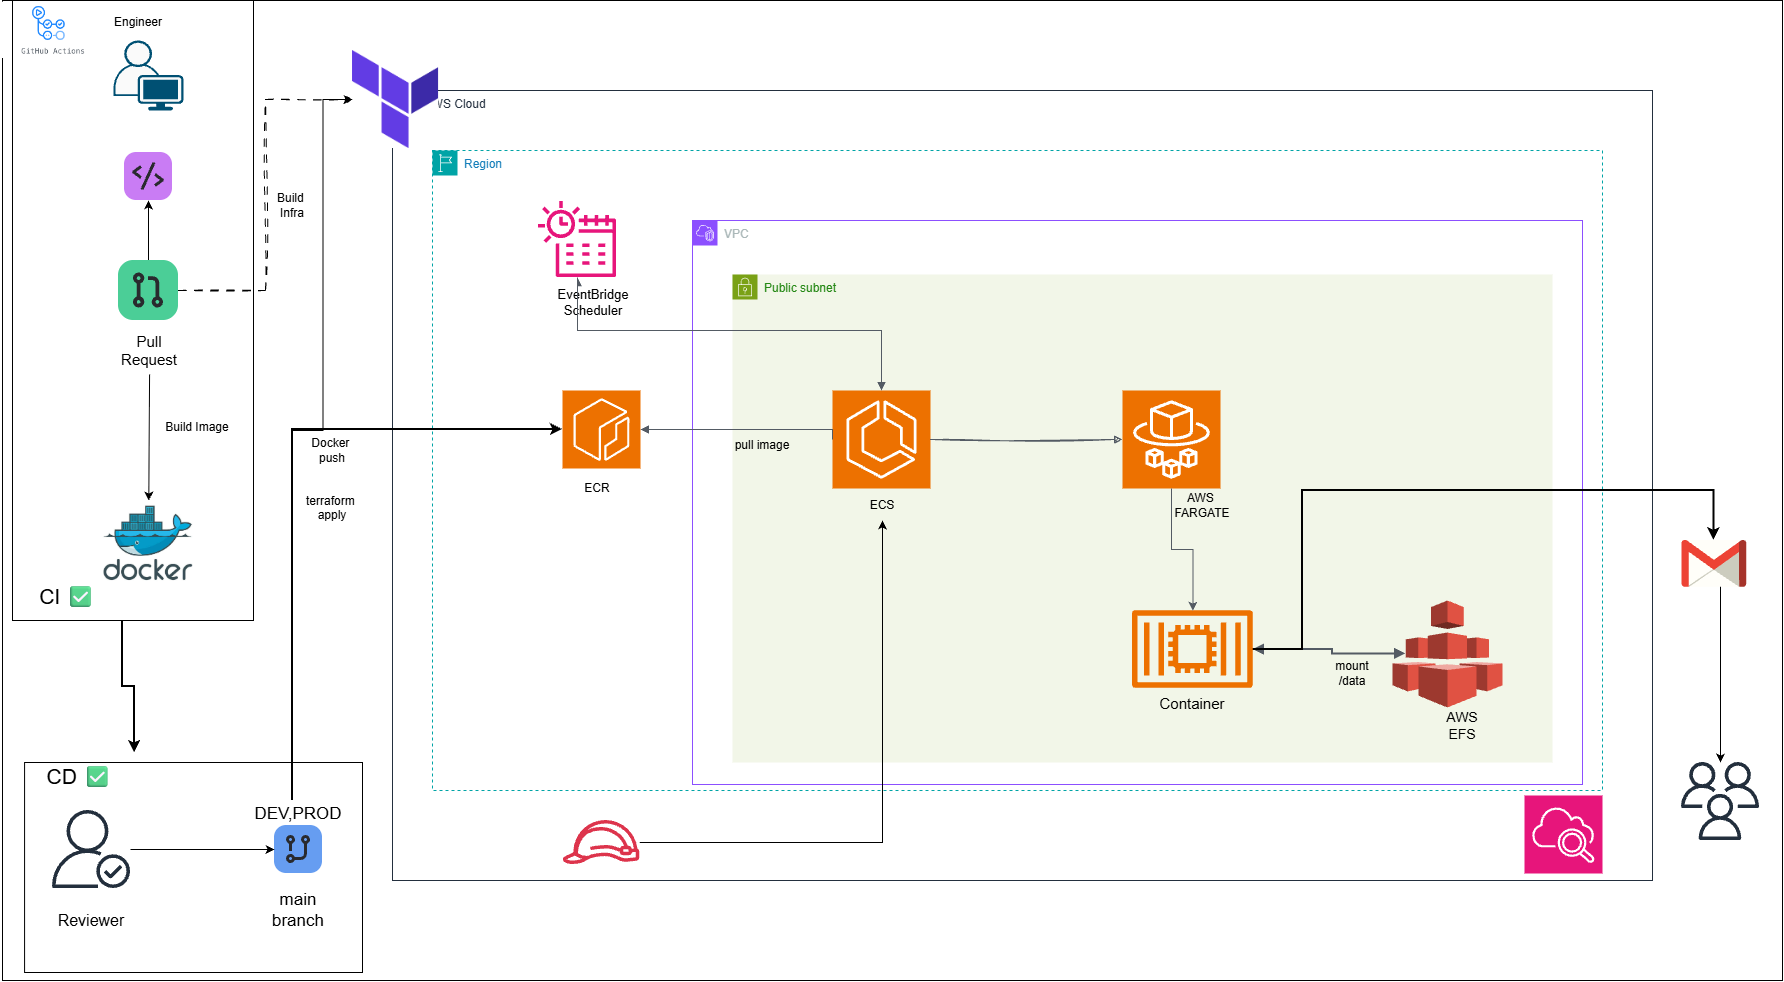 GitHub Actions
Engineer
Build
Infra
Pull
Request
Build Image
docker
CI
Docker
push
terraform
apply
CD
DEV,PROD
Reviewer
main
branch
WS Cloud
Region
EventBridge
Scheduler
VPC
Public subnet
ECR
pull image
ECS
AWS
FARGATE
Container
mount
/data
AWS
EFS